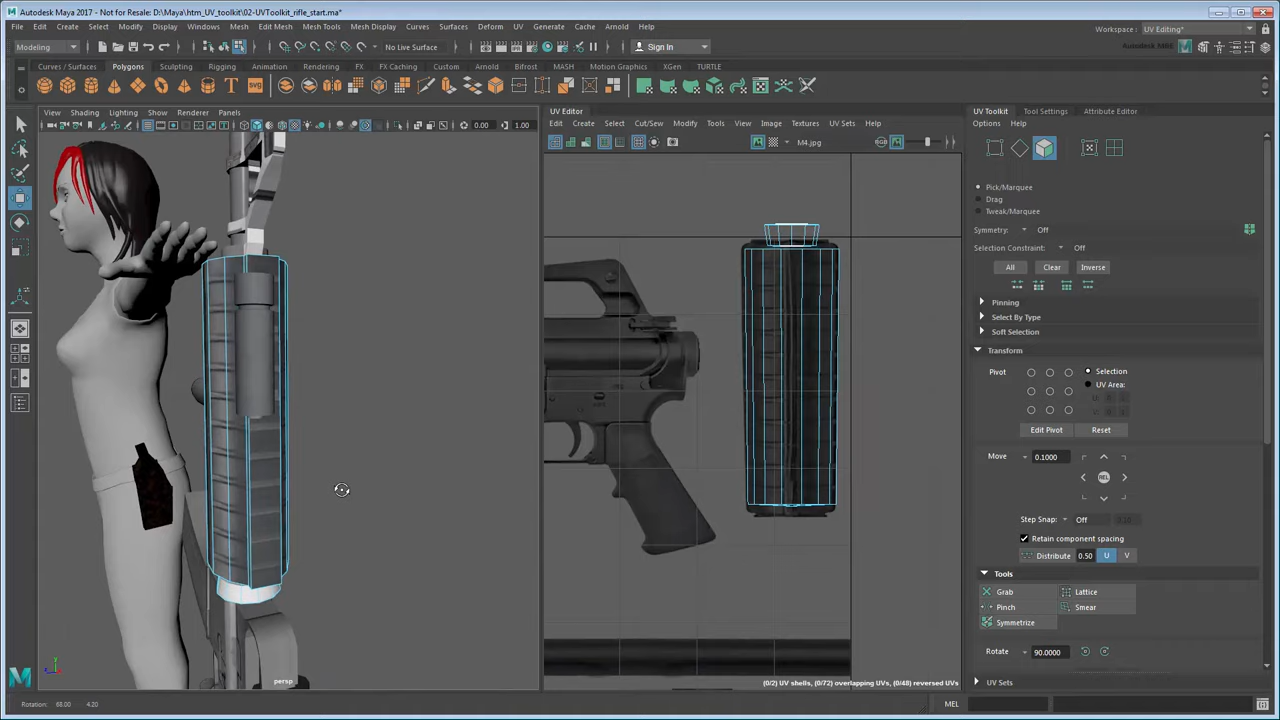 Autodesk Maya 2017 - Not for Resale: D:\Maya\htm_UV_toolkit\02-UVToolkit_rifle_start.ma*
File Edit Create Select Modify Display Windows Mesh Edit Mesh Mesh Tools Mesh Display Curves Surfaces Deform UV Generate Cache Arnold Help
Workspace: UV Editing*
Modeling No Live Surface Sign In Autodesk MRE
Curves / Surfaces Polygons Sculpting Rigging Animation Rendering FX FX Caching Custom Arnold Bifrost MASH Motion Graphics XGen TURTLE
View Shading Lighting Show Renderer Panels
0.00 1.00
UV Editor
Edit Create Select Cut/Sew Modify Tools View Image Textures UV Sets Help
M4.jpg
UV Toolkit Tool Settings Attribute Editor
Options Help
Pick/Marquee
Drag
Tweak/Marquee
Symmetry: Off
Selection Constraint: Off
All Clear Inverse
Pinning
Select By Type
Soft Selection
Transform
Pivot Selection
UV Area:
U:
V:
Edit Pivot Reset
Move 0.1000
REL
Step Snap: Off
Retain component spacing
Distribute 0.50 U V
Tools
Grab Lattice
Pinch Smear
Symmetrize
Rotate 90.0000
UV Sets
persp
(0/2) UV shells, (0/72) overlapping UVs, (0/48) reversed UVs
Rotation: 68.00 4.20
MEL